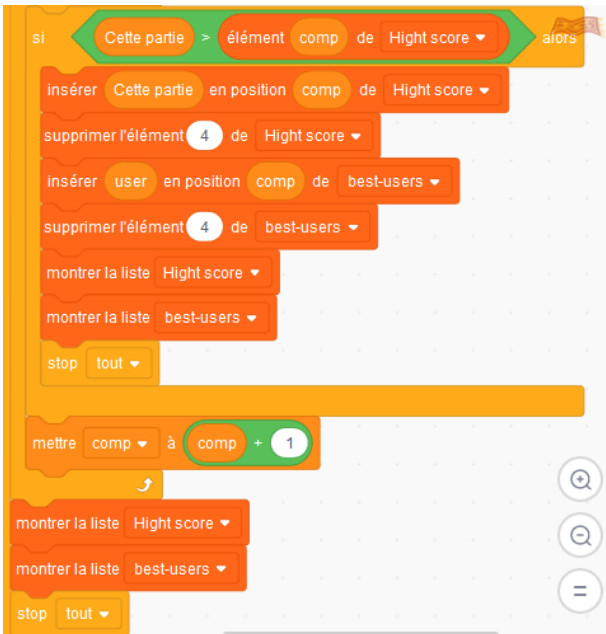 si Cette partie > élément comp de Hight score alors
insérer Cette partie en position comp de Hight score
supprimer l'élément 4 de Hight score
insérer user en position comp de best-users
supprimer l'élément 4 de best-users
montrer la liste Hight score
montrer la liste best-users
stop tout
mettre comp à comp + 1
montrer la liste Hight score
montrer la liste best-users
stop tout